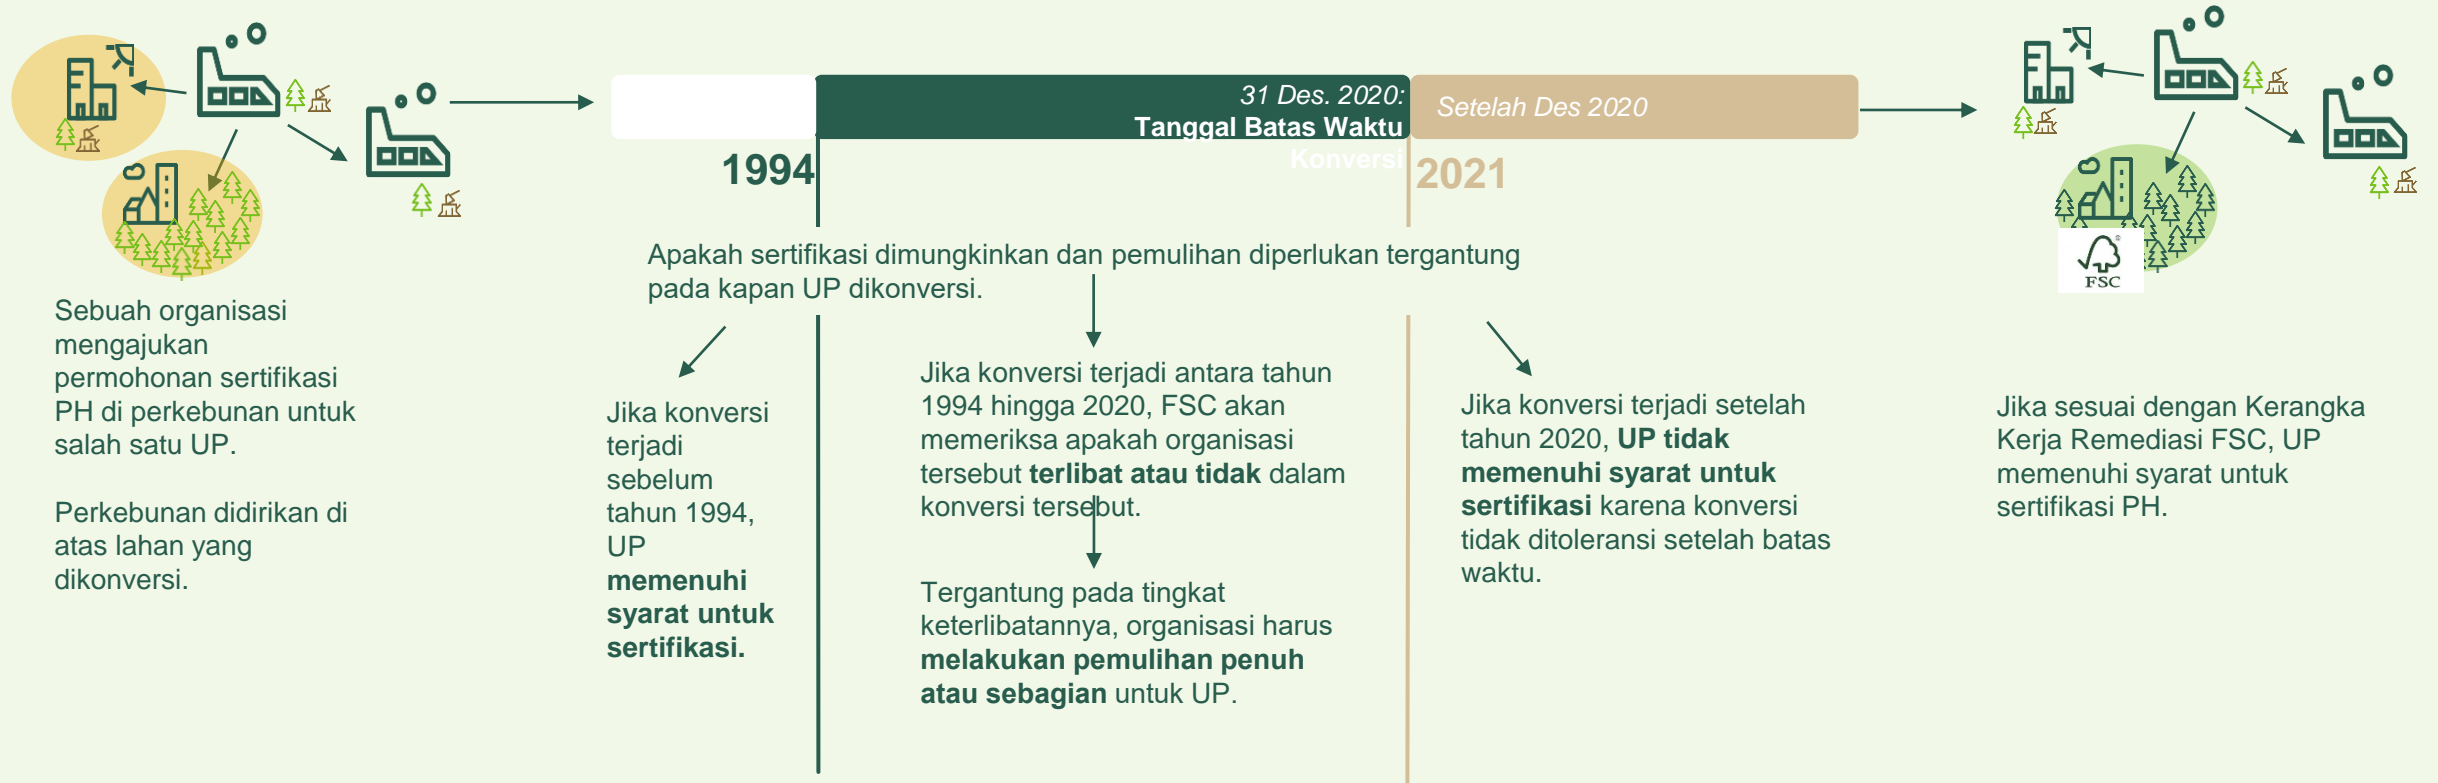 31 Des. 2020:
Tanggal Batas Waktu
Konversi
Setelah Des 2020
1994
2021
Apakah sertifikasi dimungkinkan dan pemulihan diperlukan tergantung
pada kapan UP dikonversi.
Sebuah organisasi
mengajukan
permohonan sertifikasi
PH di perkebunan untuk
salah satu UP.
Perkebunan didirikan di
atas lahan yang
dikonversi.
Jika konversi
terjadi
sebelum
tahun 1994,
UP
memenuhi
syarat untuk
sertifikasi.
Jika konversi terjadi antara tahun
1994 hingga 2020, FSC akan
memeriksa apakah organisasi
tersebut terlibat atau tidak dalam
konversi tersebut.
Tergantung pada tingkat
keterlibatannya, organisasi harus
melakukan pemulihan penuh
atau sebagian untuk UP.
Jika konversi terjadi setelah
tahun 2020, UP tidak
memenuhi syarat untuk
sertifikasi karena konversi
tidak ditoleransi setelah batas
waktu.
®
FSC
Jika sesuai dengan Kerangka
Kerja Remediasi FSC, UP
memenuhi syarat untuk
sertifikasi PH.